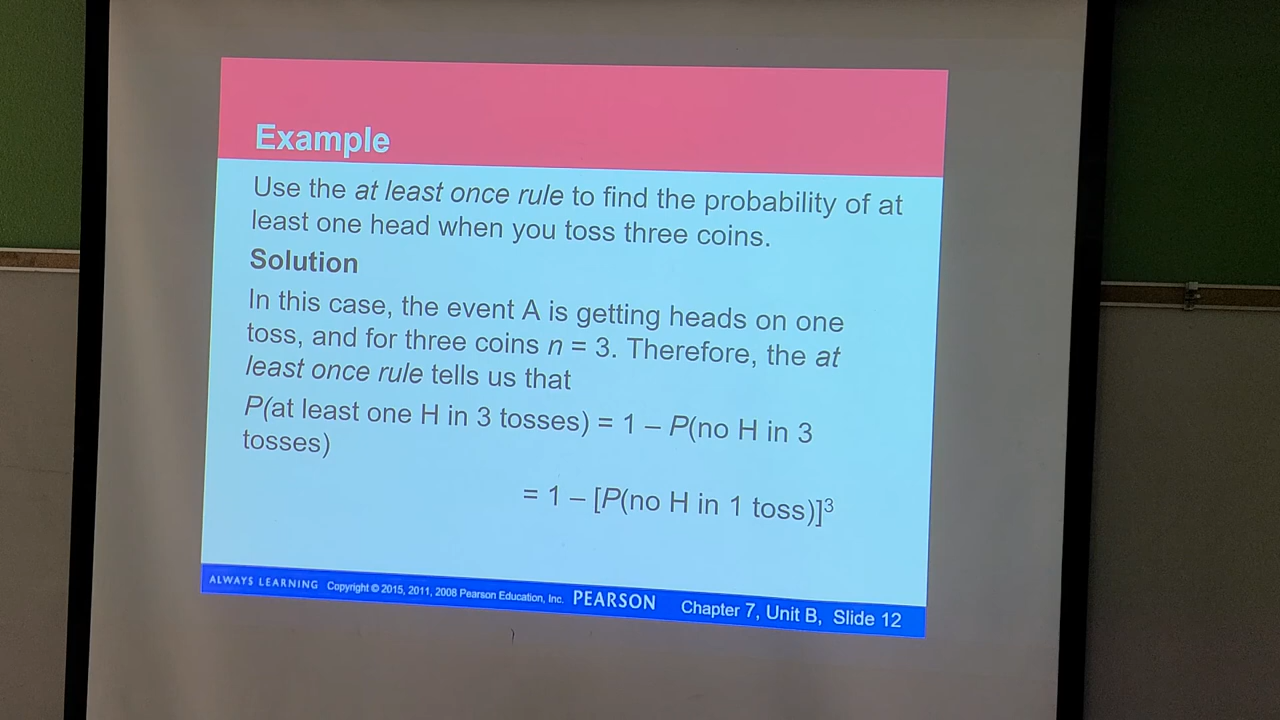 Example
Use the at least once rule to find the probability of at
least one head when you toss three coins.
Solution
In this case, the event A is getting heads on one
toss, and for three coins n = 3. Therefore, the at
least once rule tells us that
P(at least one H in 3 tosses) = 1 – P(no H in 3
tosses)
= 1 – [P(no H in 1 toss)]³
ALWAYS LEARNING Copyright © 2015, 2011, 2008 Pearson Education, Inc. PEARSON Chapter 7, Unit B, Slide 12